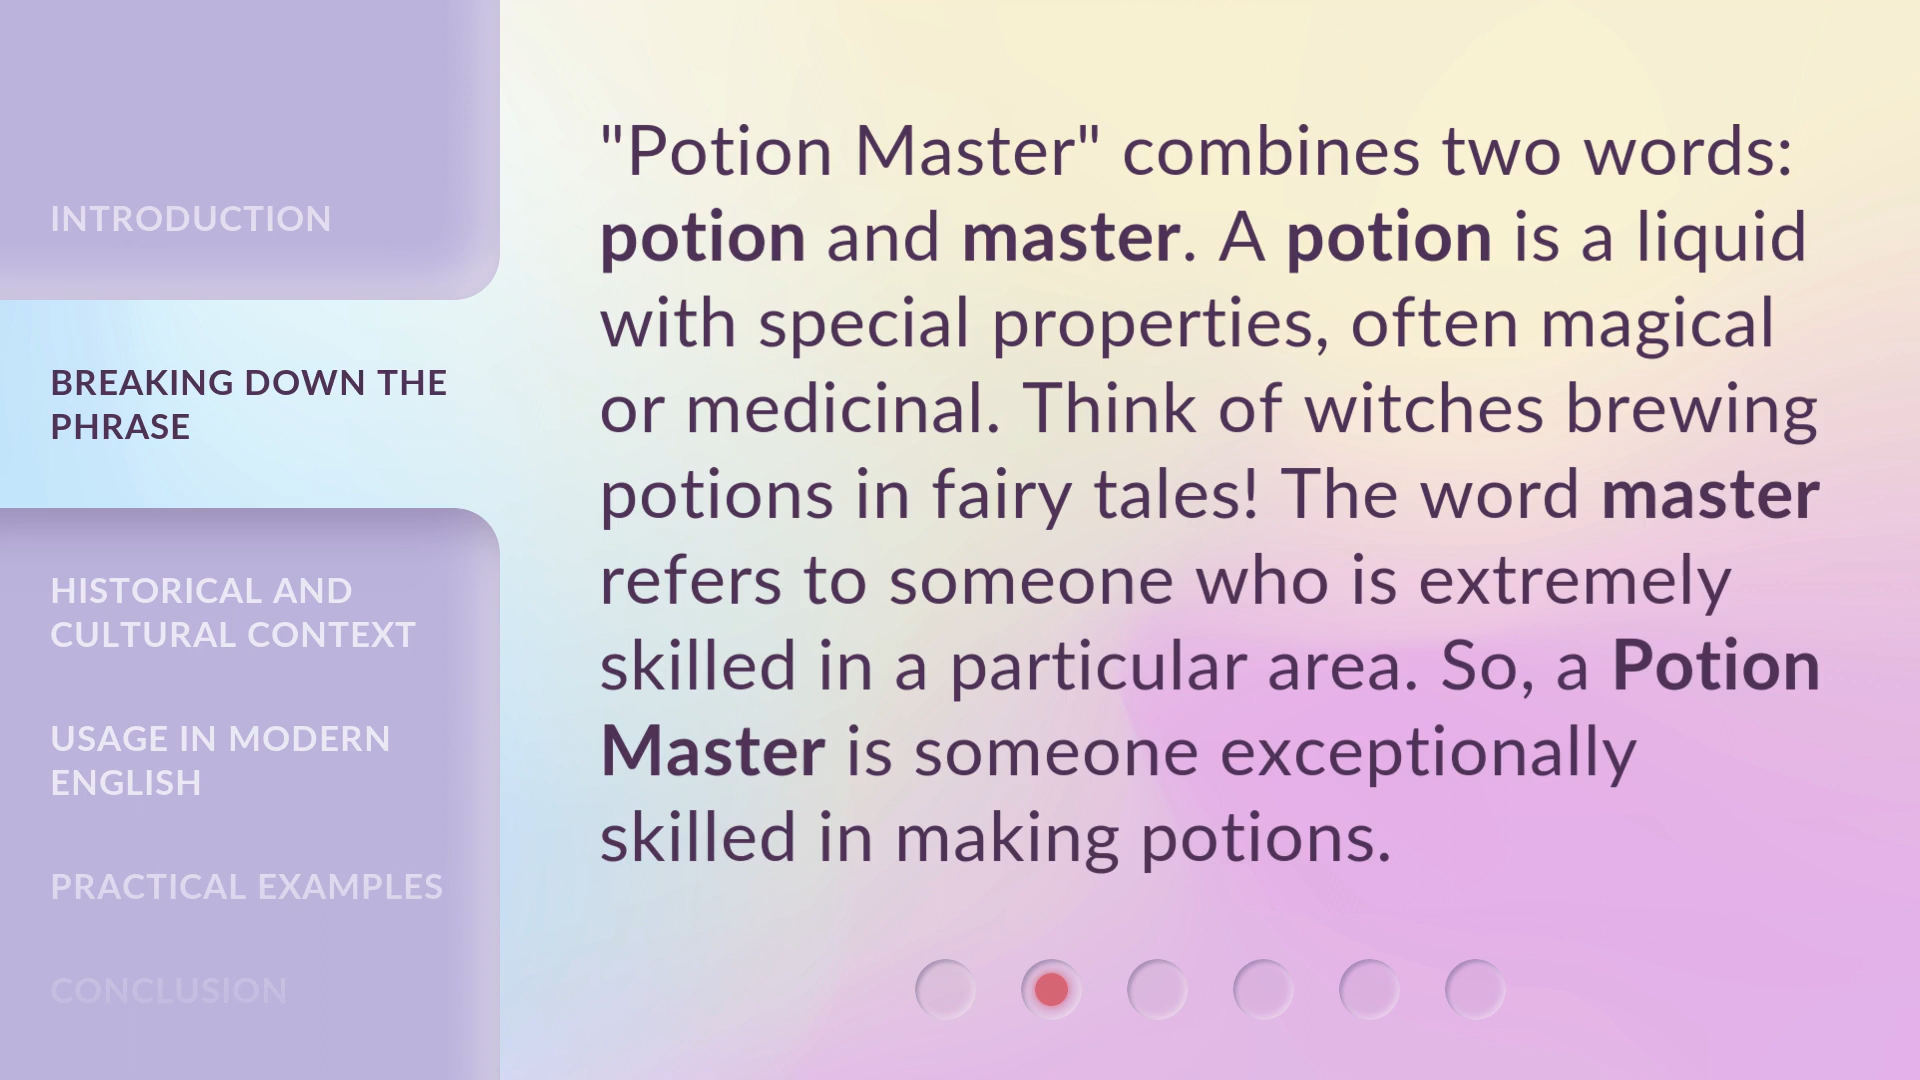 INTRODUCTION
BREAKING DOWN THE
PHRASE
HISTORICAL AND
CULTURAL CONTEXT
USAGE IN MODERN
ENGLISH
PRACTICAL EXAMPLES
CONCLUSION
"Potion Master" combines two words:
potion and master. A potion is a liquid
with special properties, often magical
or medicinal. Think of witches brewing
potions in fairy tales! The word master
refers to someone who is extremely
skilled in a particular area. So, a Potion
Master is someone exceptionally
skilled in making potions.